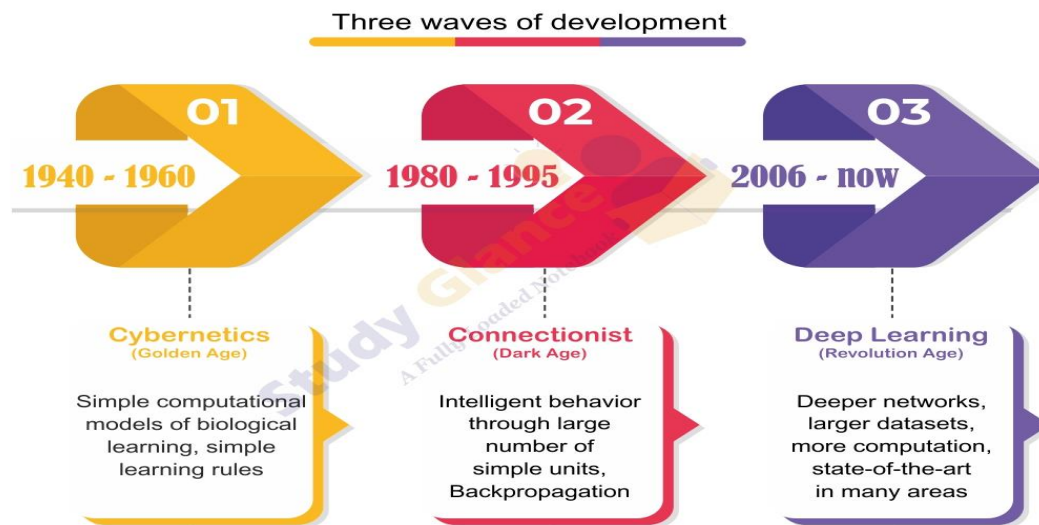 Three waves of development
01
1940 - 1960
02
1980 - 1995
03
2006 - now
Cybernetics
(Golden Age)
Simple computational
models of biological
learning, simple
learning rules
Connectionist
(Dark Age)
Intelligent behavior
through large
number of
simple units,
Backpropagation
Deep Learning
(Revolution Age)
Deeper networks,
larger datasets,
more computation,
state-of-the-art
in many areas
Study Glance
A Fully Loaded Notebook